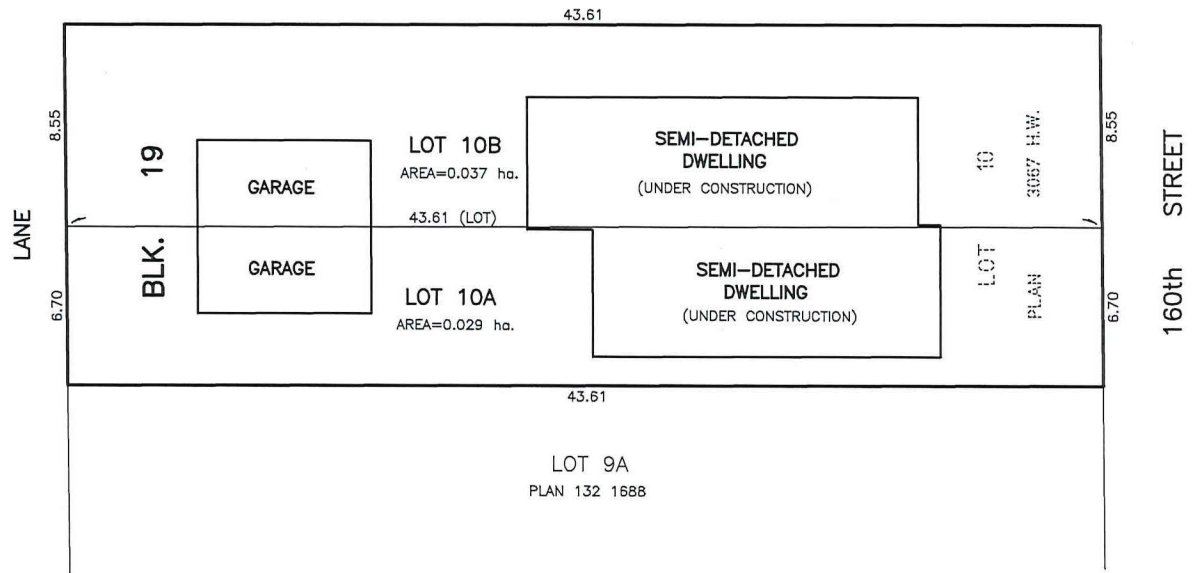 43.61
8.55
LANE
6.70
BLK. 19
GARAGE
GARAGE
LOT 10B
AREA=0.037 ha.
43.61 (LOT)
LOT 10A
AREA=0.029 ha.
SEMI-DETACHED
DWELLING
(UNDER CONSTRUCTION)
SEMI-DETACHED
DWELLING
(UNDER CONSTRUCTION)
LOT 10
PLAN 3067 H.W.
8.55
6.70
160th STREET
43.61
LOT 9A
PLAN 132 1688